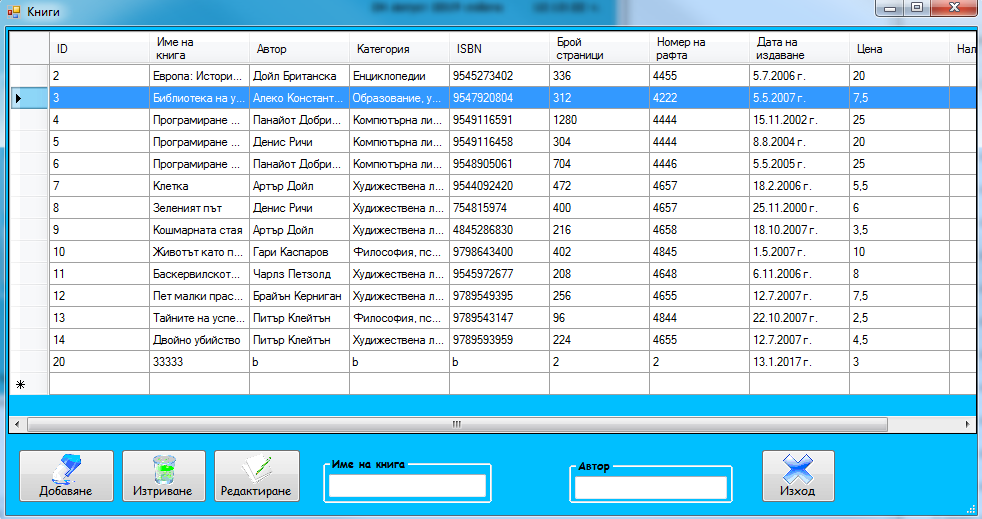 Книги
ID Име на книга Автор Категория ISBN Брой страници Номер на рафта Дата на издаване Цена Нал
2 Европа: Истори... Дойл Британска Енциклопедии 9545273402 336 4455 5.7.2006 г. 20
3 Библиотека на у... Алеко Констант... Образование, у... 9547920804 312 4222 5.5.2007 г. 7,5
4 Програмиране ... Панайот Добри... Компютърна ли... 9549116591 1280 4444 15.11.2002 г. 25
5 Програмиране ... Денис Ричи Компютърна ли... 9549116458 304 4444 8.8.2004 г. 20
6 Програмиране ... Панайот Добри... Компютърна ли... 9548905061 704 4446 5.5.2005 г. 25
7 Клетка Артър Дойл Худижествена л... 9544092420 472 4657 18.2.2006 г. 5,5
8 Зеленият път Денис Ричи Худижествена л... 754815974 400 4657 25.11.2000 г. 6
9 Кошмарната стая Артър Дойл Худижествена л... 4845286830 216 4658 18.10.2007 г. 3,5
10 Животът като п... Гари Каспаров Философия, пс... 9798643400 402 4845 1.5.2007 г. 10
11 Баскервилскот... Чарлз Петзолд Худижествена л... 9545972677 208 4648 6.11.2006 г. 8
12 Пет малки прас... Брайън Керниган Худижествена л... 9789549395 256 4655 12.7.2007 г. 7,5
13 Тайните на успе... Питър Клейтън Философия, пс... 9789543147 96 4844 22.10.2007 г. 2,5
14 Двойно убийство Питър Клейтън Худижествена л... 9789593959 224 4655 12.7.2007 г. 4,5
20 33333 b b b 2 2 13.1.2017 г. 3
Добавяне Изтриване Редактиране Име на книга Автор Изход